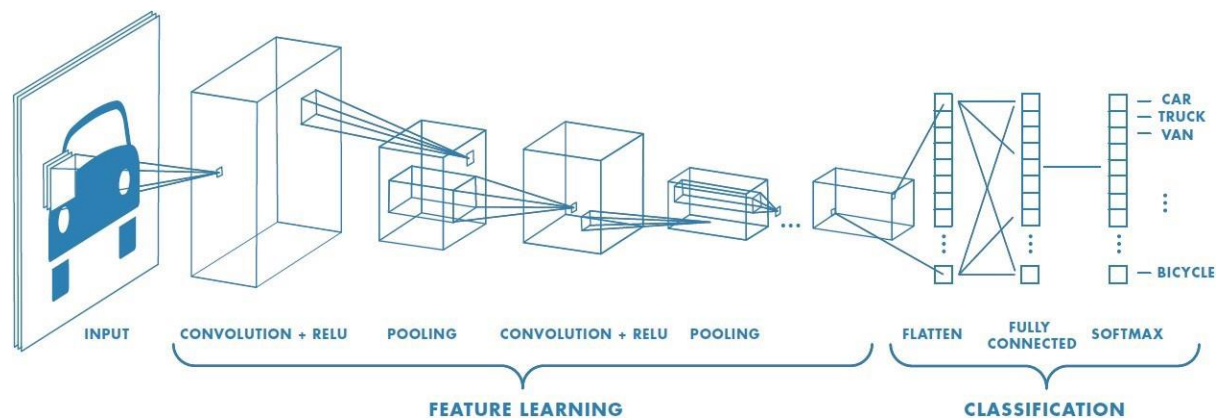 CAR
TRUCK
VAN
BICYCLE
INPUT
CONVOLUTION + RELU
POOLING
CONVOLUTION + RELU
POOLING
FLATTEN
FULLY
CONNECTED
SOFTMAX
FEATURE LEARNING
CLASSIFICATION